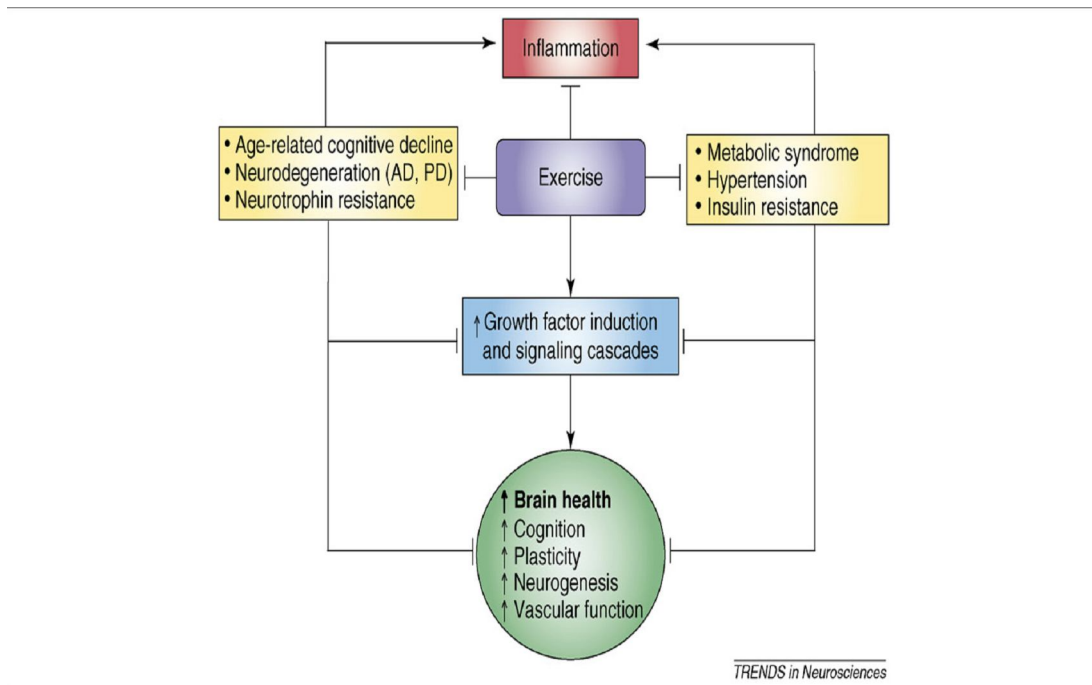 Inflammation
• Age-related cognitive decline
• Neurodegeneration (AD, PD)
• Neurotrophin resistance
Exercise
• Metabolic syndrome
• Hypertension
• Insulin resistance
↑ Growth factor induction
and signaling cascades
↑ Brain health
↑ Cognition
↑ Plasticity
↑ Neurogenesis
↑ Vascular function
TRENDS in Neurosciences